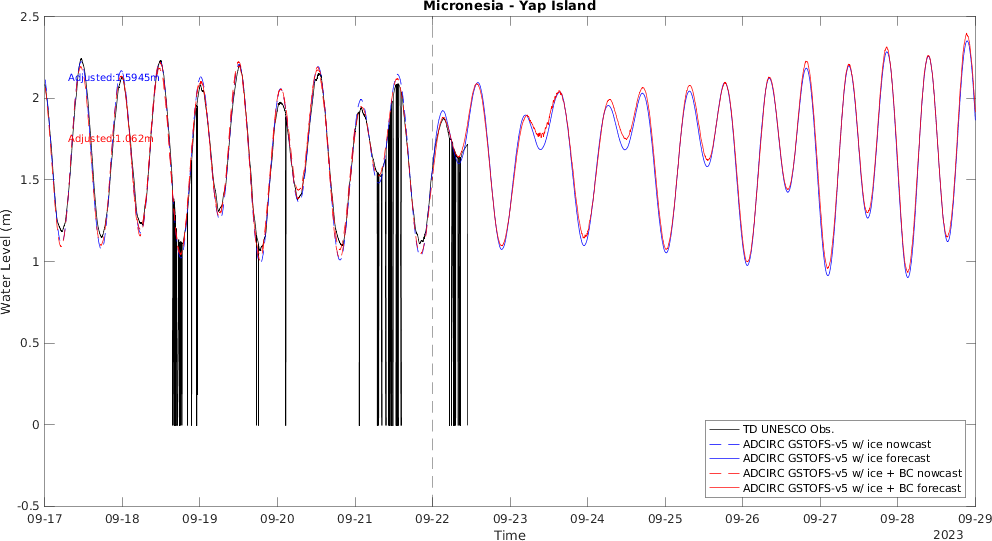 Micronesia - Yap Island
2.5
2
1.5
1
0.5
0
-0.5
Water Level (m)
Adjusted:1.5945m
Adjusted:1.062m
TD UNESCO Obs.
ADCIRC GSTOFS-v5 w/ ice nowcast
ADCIRC GSTOFS-v5 w/ ice forecast
ADCIRC GSTOFS-v5 w/ ice + BC nowcast
ADCIRC GSTOFS-v5 w/ ice + BC forecast
09-17 09-18 09-19 09-20 09-21 09-22 09-23 09-24 09-25 09-26 09-27 09-28 09-29
Time
2023